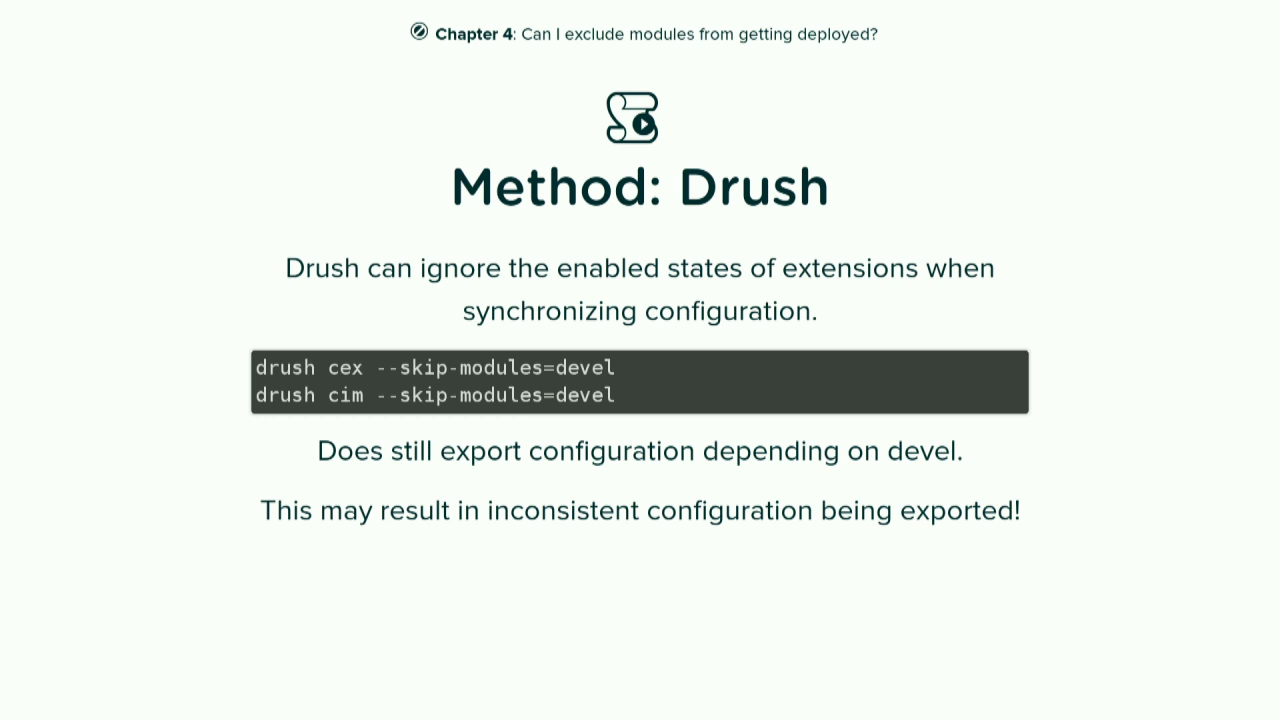 Chapter 4: Can I exclude modules from getting deployed?
Method: Drush
Drush can ignore the enabled states of extensions when
synchronizing configuration.
drush cex --skip-modules=devel
drush cim --skip-modules=devel
Does still export configuration depending on devel.
This may result in inconsistent configuration being exported!